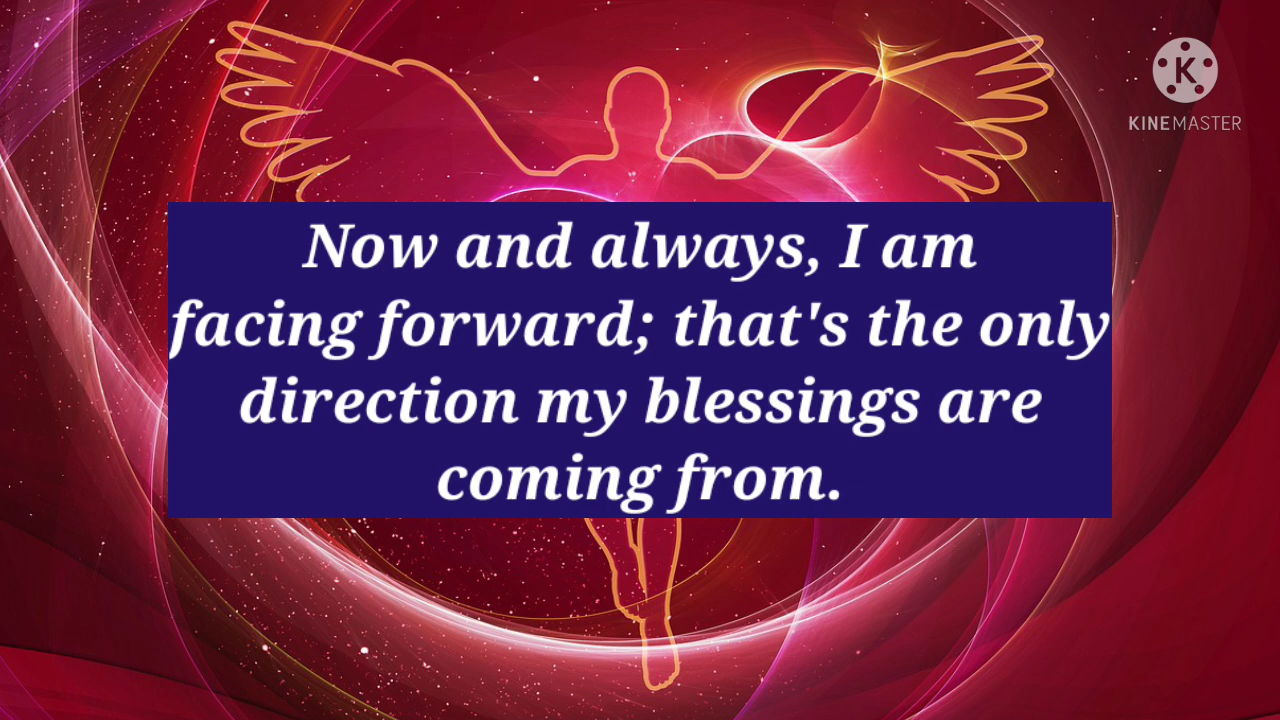 K
KINEMASTER
Now and always, I am
facing forward; that's the only
direction my blessings are
coming from.